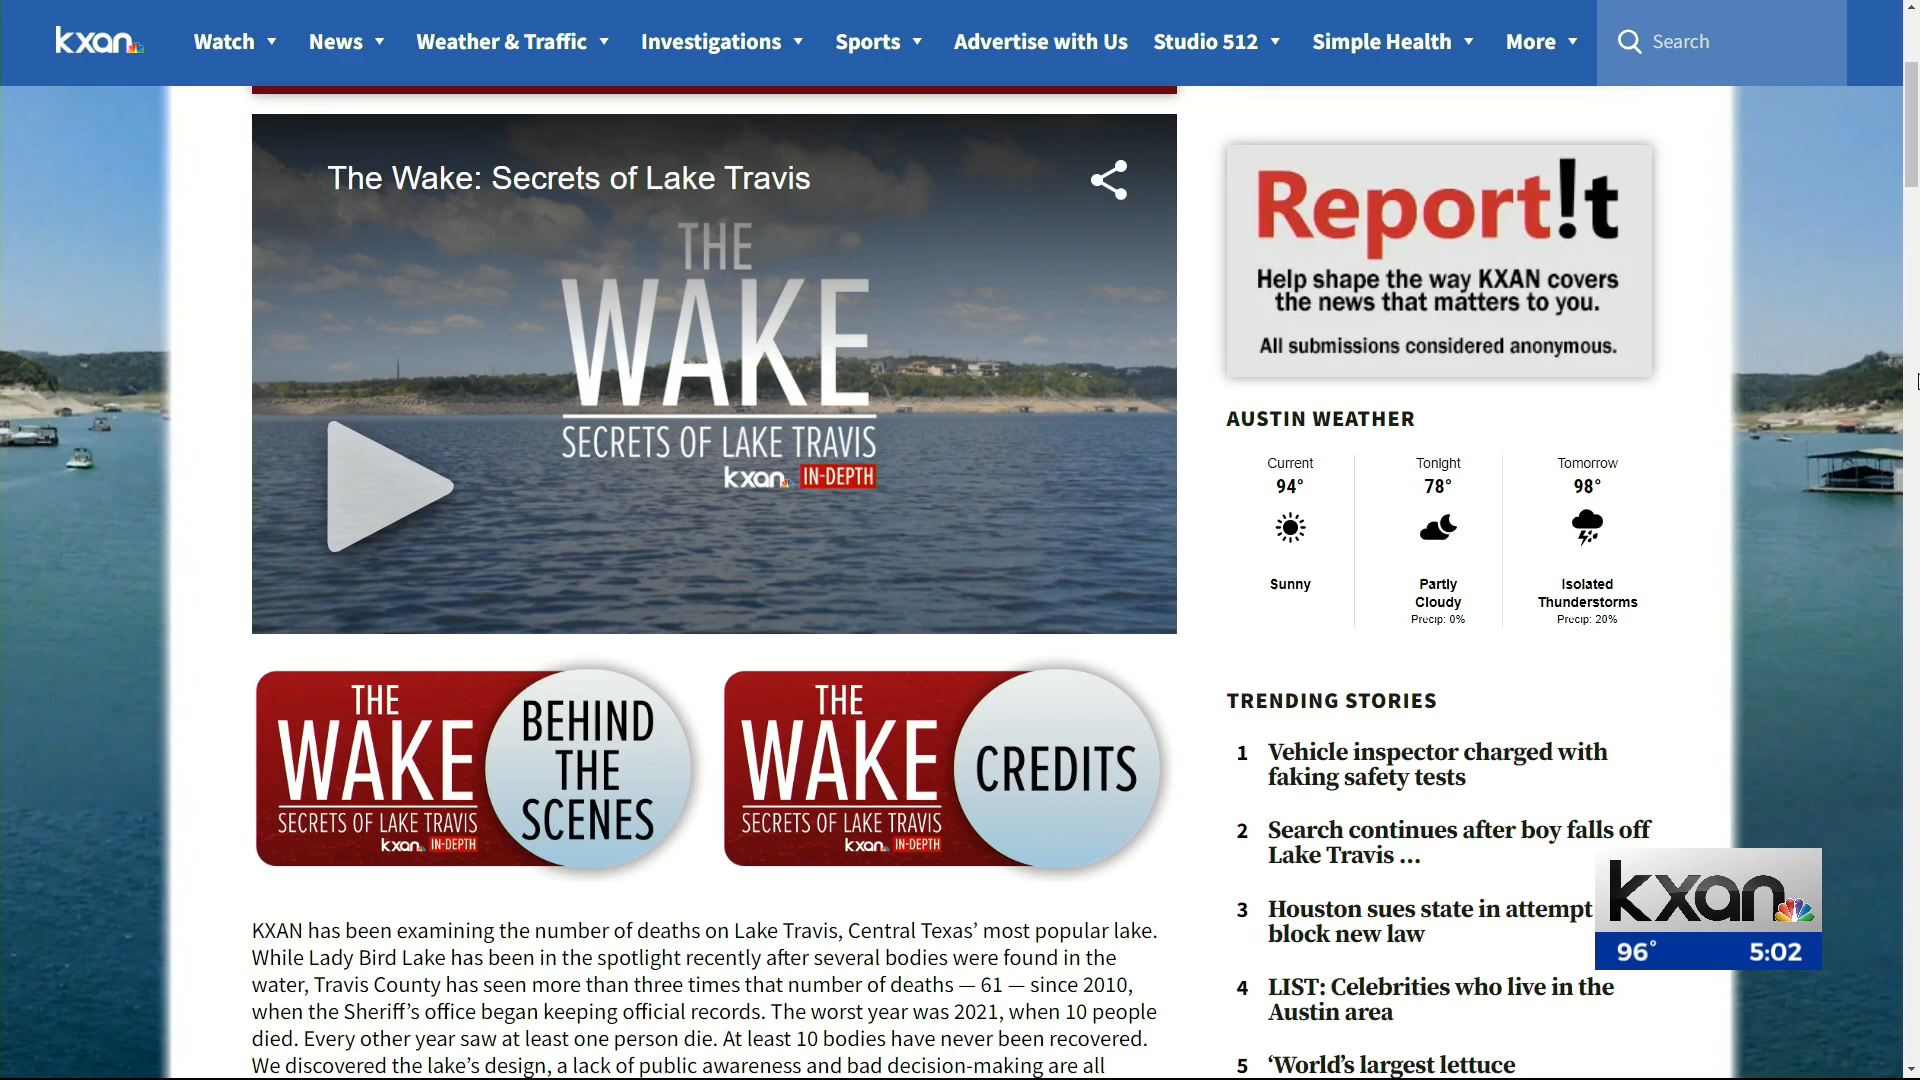 kxan
Watch
News
Weather & Traffic
Investigations
Sports
Advertise with Us
Studio 512
Simple Health
More
Search
The Wake: Secrets of Lake Travis
THE
WAKE
SECRETS OF LAKE TRAVIS
kxan IN-DEPTH
Report!t
Help shape the way KXAN covers
the news that matters to you.
All submissions considered anonymous.
AUSTIN WEATHER
Current
94°
Sunny
Tonight
78°
Partly
Cloudy
Precip: 0%
Tomorrow
98°
Isolated
Thunderstorms
Precip: 20%
THE
WAKE
SECRETS OF LAKE TRAVIS
kxan IN-DEPTH
BEHIND
THE
SCENES
THE
WAKE
SECRETS OF LAKE TRAVIS
kxan IN-DEPTH
CREDITS
KXAN has been examining the number of deaths on Lake Travis, Central Texas’ most popular lake.
While Lady Bird Lake has been in the spotlight recently after several bodies were found in the
water, Travis County has seen more than three times that number of deaths — 61 — since 2010,
when the Sheriff’s office began keeping official records. The worst year was 2021, when 10 people
died. Every other year saw at least one person die. At least 10 bodies have never been recovered.
We discovered the lake’s design, a lack of public awareness and bad decision-making are all
TRENDING STORIES
1 Vehicle inspector charged with
faking safety tests
2 Search continues after boy falls off
Lake Travis ...
3 Houston sues state in attempt
block new law
4 LIST: Celebrities who live in the
Austin area
5 ‘World’s largest lettuce
kxan
96° 5:02